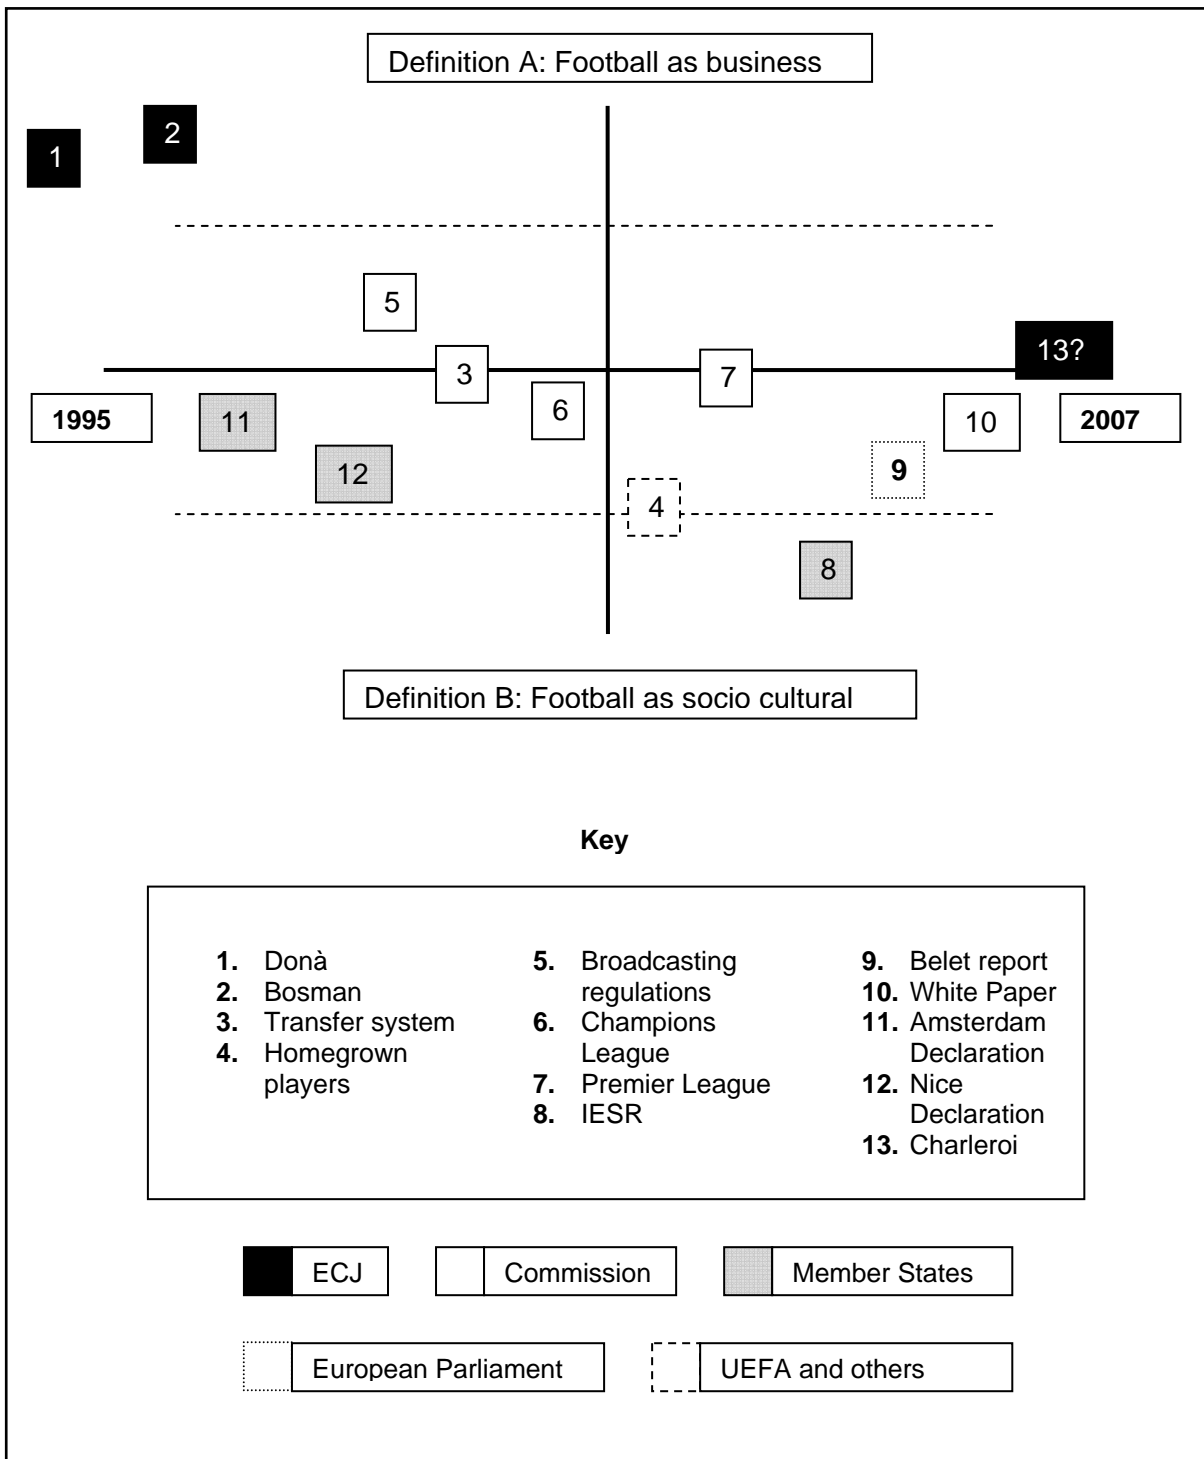 Definition A: Football as business
2
1
5
13?
3
7
6
1995
11
10
2007
12
9
4
8
Definition B: Football as socio cultural
Key
1. Donà
2. Bosman
3. Transfer system
4. Homegrown
players
5. Broadcasting
regulations
6. Champions
League
7. Premier League
8. IESR
9. Belet report
10. White Paper
11. Amsterdam
Declaration
12. Nice
Declaration
13. Charleroi
ECJ
Commission
Member States
European Parliament
UEFA and others